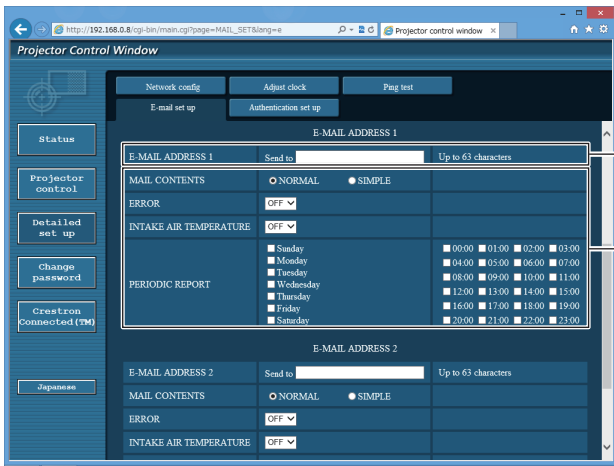 http://192.168.0.8/cgi-bin/main.cgi?page=MAIL_SET&lang=e
Projector control window
Projector Control Window
Network config Adjust clock Ping test
E-mail set up Authentication set up
Status
Projector control
Detailed set up
Change password
Crestron Connected(TM)
Japanese
E-MAIL ADDRESS 1
E-MAIL ADDRESS 1 Send to Up to 63 characters
MAIL CONTENTS NORMAL SIMPLE
ERROR OFF
INTAKE AIR TEMPERATURE OFF
PERIODIC REPORT
Sunday 00:00 01:00 02:00 03:00
Monday 04:00 05:00 06:00 07:00
Tuesday 08:00 09:00 10:00 11:00
Wednesday 12:00 13:00 14:00 15:00
Thursday 16:00 17:00 18:00 19:00
Friday 20:00 21:00 22:00 23:00
Saturday
E-MAIL ADDRESS 2
E-MAIL ADDRESS 2 Send to Up to 63 characters
MAIL CONTENTS NORMAL SIMPLE
ERROR OFF
INTAKE AIR TEMPERATURE OFF